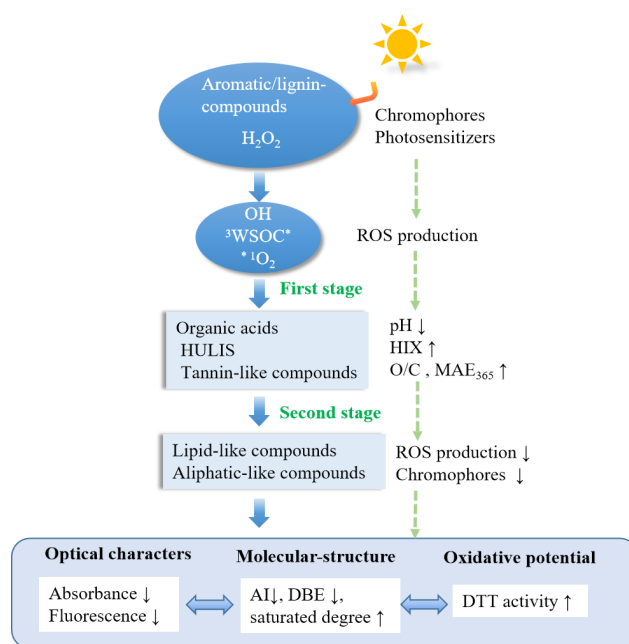 Aromatic/lignin-
compounds
H₂O₂
Chromophores
Photosensitizers
OH
³WSOC*
* ¹O₂
ROS production
First stage
Organic acids
HULIS
Tannin-like compounds
pH ↓
HIX ↑
O/C , MAE₃₆₅ ↑
Second stage
Lipid-like compounds
Aliphatic-like compounds
ROS production ↓
Chromophores ↓
Optical characters
Molecular-structure
Oxidative potential
Absorbance ↓
Fluorescence ↓
AI↓, DBE ↓,
saturated degree ↑
DTT activity ↑